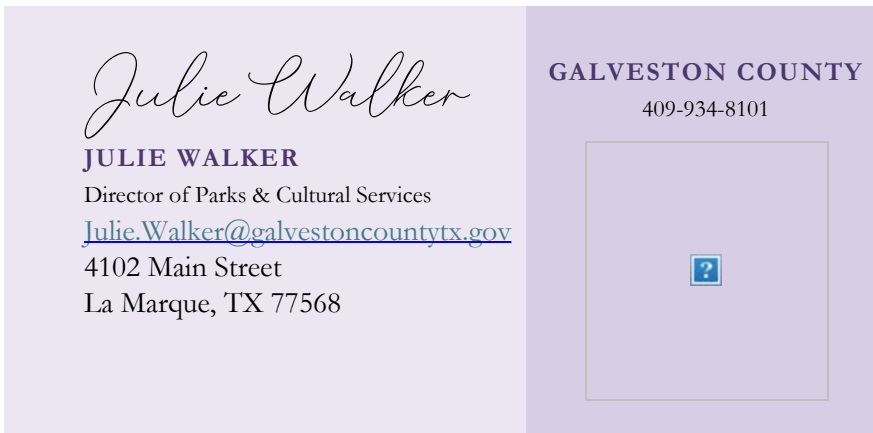 Julie Walker
JULIE WALKER
Director of Parks & Cultural Services
Julie.Walker@galvestoncountytx.gov
4102 Main Street
La Marque, TX 77568
GALVESTON COUNTY
409-934-8101
?